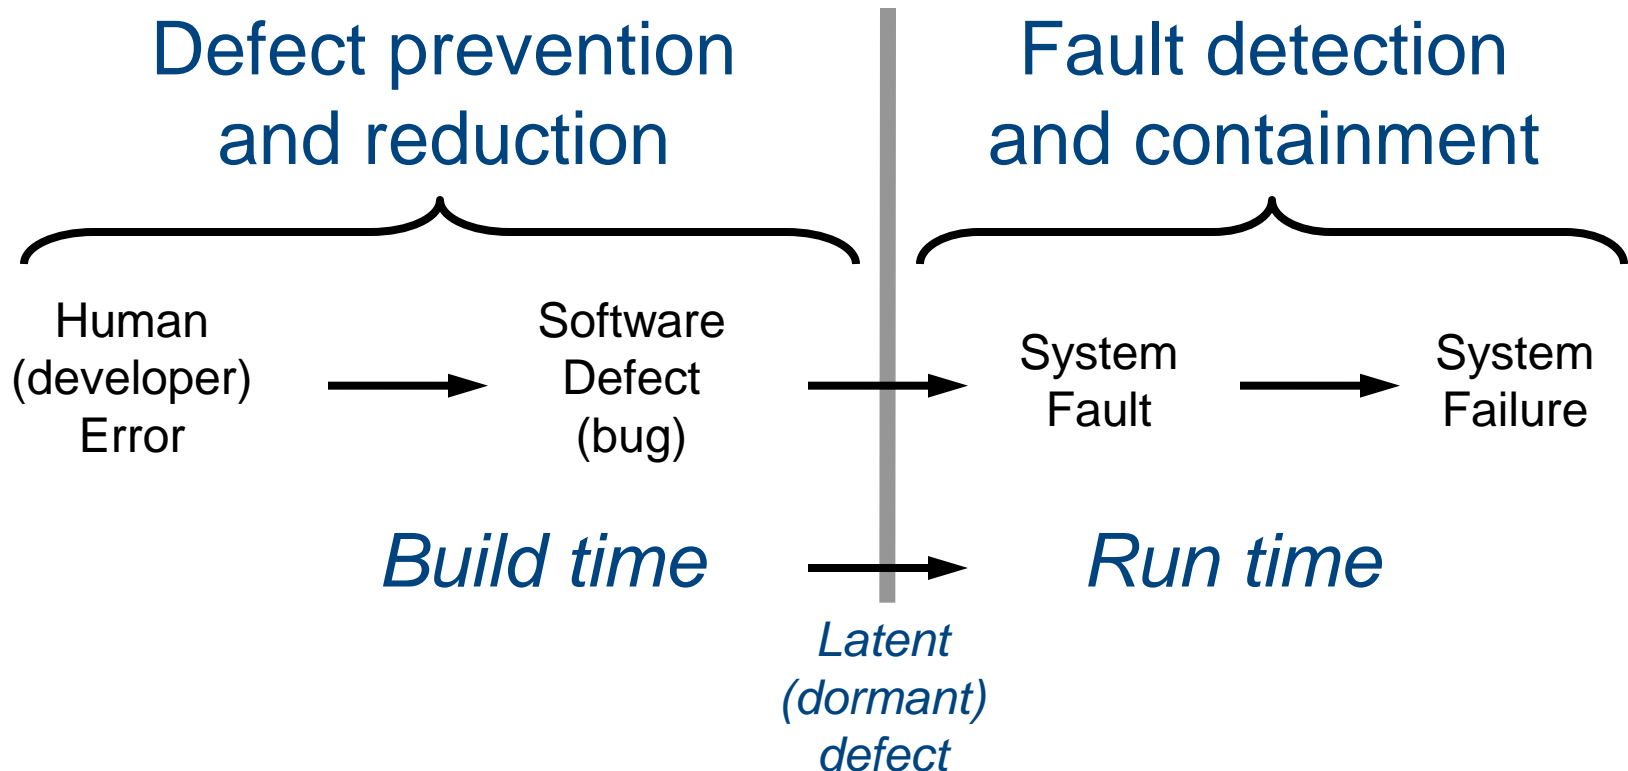 Defect prevention
and reduction
Fault detection
and containment
Human
(developer)
Error
Software
Defect
(bug)
System
Fault
System
Failure
Build time
Run time
Latent
(dormant)
defect